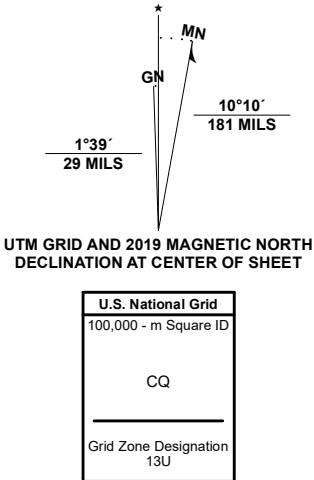 ★
MN
GN
10°10´
181 MILS
1°39´
29 MILS
UTM GRID AND 2019 MAGNETIC NORTH
DECLINATION AT CENTER OF SHEET
U.S. National Grid
100,000 - m Square ID
CQ
Grid Zone Designation
13U